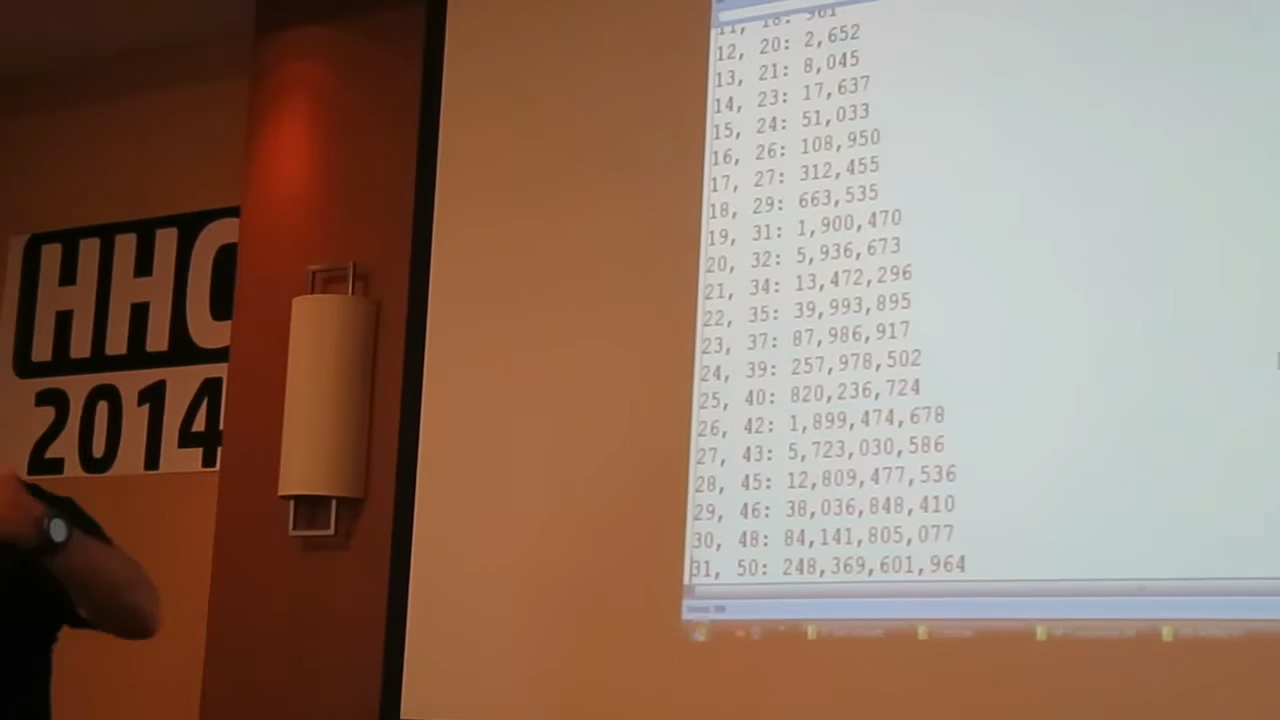 HHC
2014
12, 20: 2,652
13, 21: 8,045
14, 23: 17,637
15, 24: 51,033
16, 26: 108,950
17, 27: 312,455
18, 29: 663,535
19, 31: 1,900,470
20, 32: 5,936,673
21, 34: 13,472,296
22, 35: 39,993,895
23, 37: 87,986,917
24, 39: 257,978,502
25, 40: 820,236,724
26, 42: 1,899,474,678
27, 43: 5,723,030,586
28, 45: 12,809,477,536
29, 46: 38,036,848,410
30, 48: 84,141,805,077
31, 50: 248,369,601,964